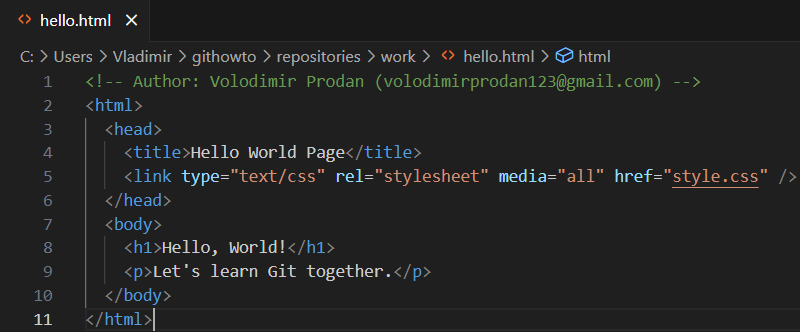 hello.html ×
C: > Users > Vladimir > githowto > repositories > work > <> hello.html > html
1 <!-- Author: Volodimir Prodan (volodimirprodan123@gmail.com) -->
2 <html>
3 <head>
4 <title>Hello World Page</title>
5 <link type="text/css" rel="stylesheet" media="all" href="style.css" />
6 </head>
7 <body>
8 <h1>Hello, World!</h1>
9 <p>Let's learn Git together.</p>
10 </body>
11 </html>